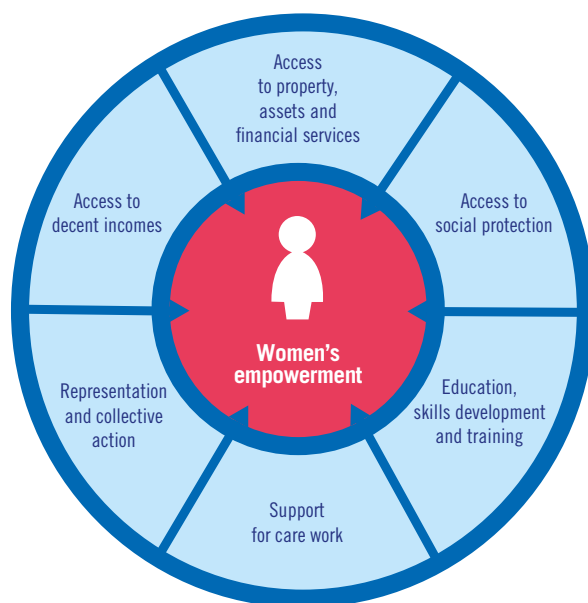 Access
to property,
assets and
financial services
Access to
social protection
Education,
skills development
and training
Support
for care work
Representation
and collective
action
Access to
decent incomes
Women's
empowerment